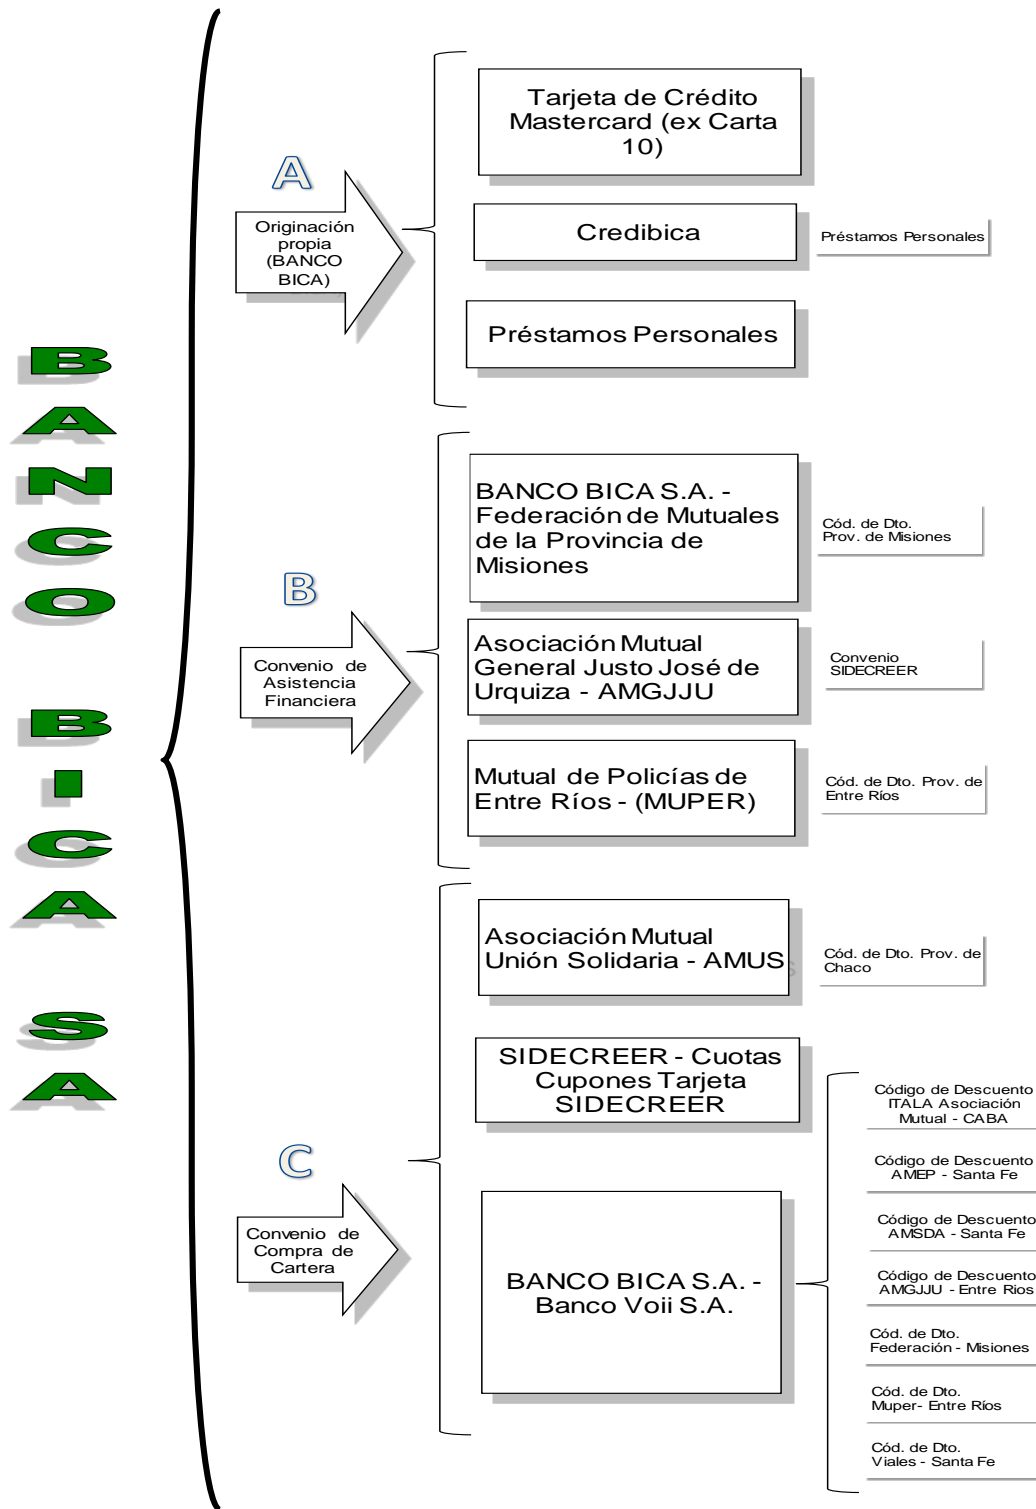 BANCO BICA SA
A
Originación
propia
(BANCO
BICA)
Tarjeta de Crédito
Mastercard (ex Carta
10)
Credibica
Préstamos Personales
Préstamos Personales
B
Convenio de
Asistencia
Financiera
BANCO BICA S.A. -
Federación de Mutuales
de la Provincia de
Misiones
Cód. de Dto.
Prov. de Misiones
Asociación Mutual
General Justo José de
Urquiza - AMGJJU
Convenio
SIDECREER
Mutual de Policías de
Entre Ríos - (MUPER)
Cód. de Dto. Prov. de
Entre Ríos
C
Convenio de
Compra de
Cartera
Asociación Mutual
Unión Solidaria - AMUS
Cód. de Dto. Prov. de
Chaco
SIDECREER - Cuotas
Cupones Tarjeta
SIDECREER
BANCO BICA S.A. -
Banco Voii S.A.
Código de Descuento
ITALA Asociación
Mutual - CABA
Código de Descuento
AMEP - Santa Fe
Código de Descuento
AMSDA - Santa Fe
Código de Descuento
AMGJJU - Entre Rios
Cód. de Dto.
Federación - Misiones
Cód. de Dto.
Muper- Entre Ríos
Cód. de Dto.
Viales - Santa Fe